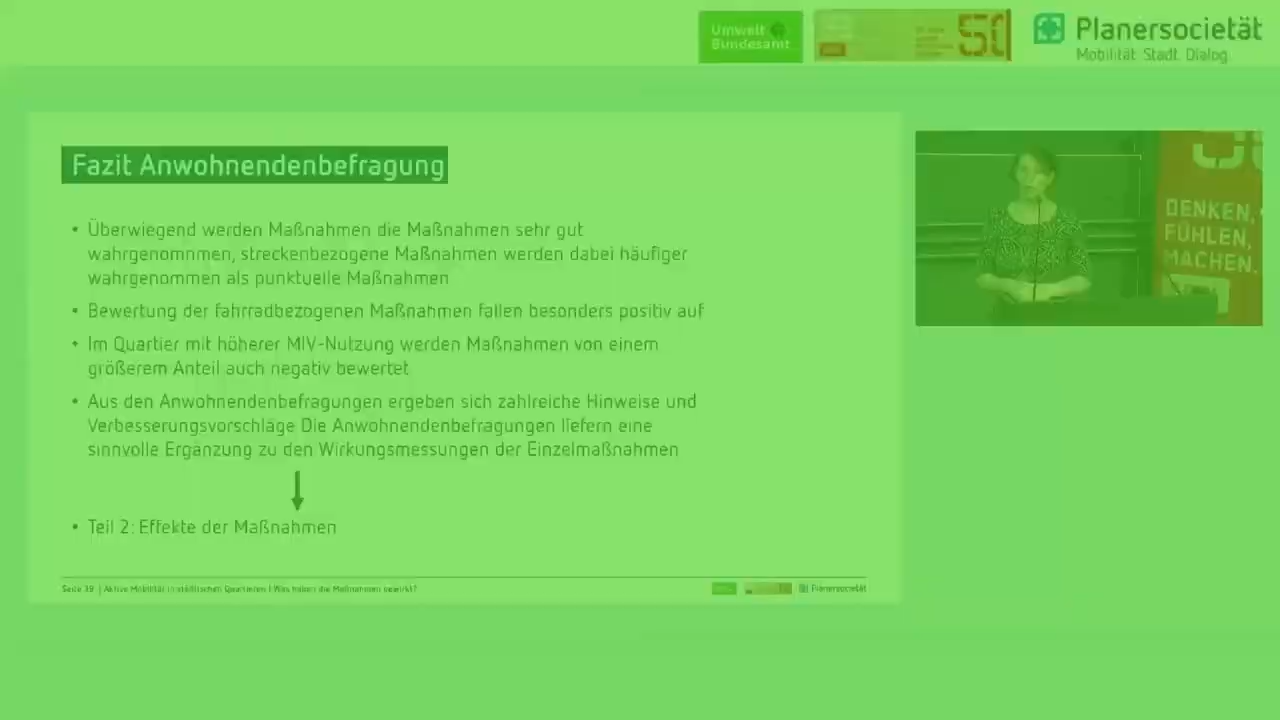 Umwelt
Bundesamt
50
Planersocietät
Mobilität. Stadt. Dialog.
Fazit Anwohnendenbefragung
DENKEN,
FÜHLEN,
MACHEN.
• Überwiegend werden Maßnahmen die Maßnahmen sehr gut
wahrgenomnmen, streckenbezogene Maßnahmen werden dabei häufiger
wahrgenommen als punktuelle Maßnahmen
• Bewertung der fahrradbezogenen Maßnahmen fallen besonders positiv auf
• Im Quartier mit höherer MIV-Nutzung werden Maßnahmen von einem
größerem Anteil auch negativ bewertet
• Aus den Anwohnendenbefragungen ergeben sich zahlreiche Hinweise und
Verbesserungsvorschläge Die Anwohnendenbefragungen liefern eine
sinnvolle Ergänzung zu den Wirkungsmessungen der Einzelmaßnahmen
• Teil 2: Effekte der Maßnahmen
Seite 39 | Aktive Mobilität in städtischen Quartieren | Was haben die Maßnahmen bewirkt?
Planersocietät